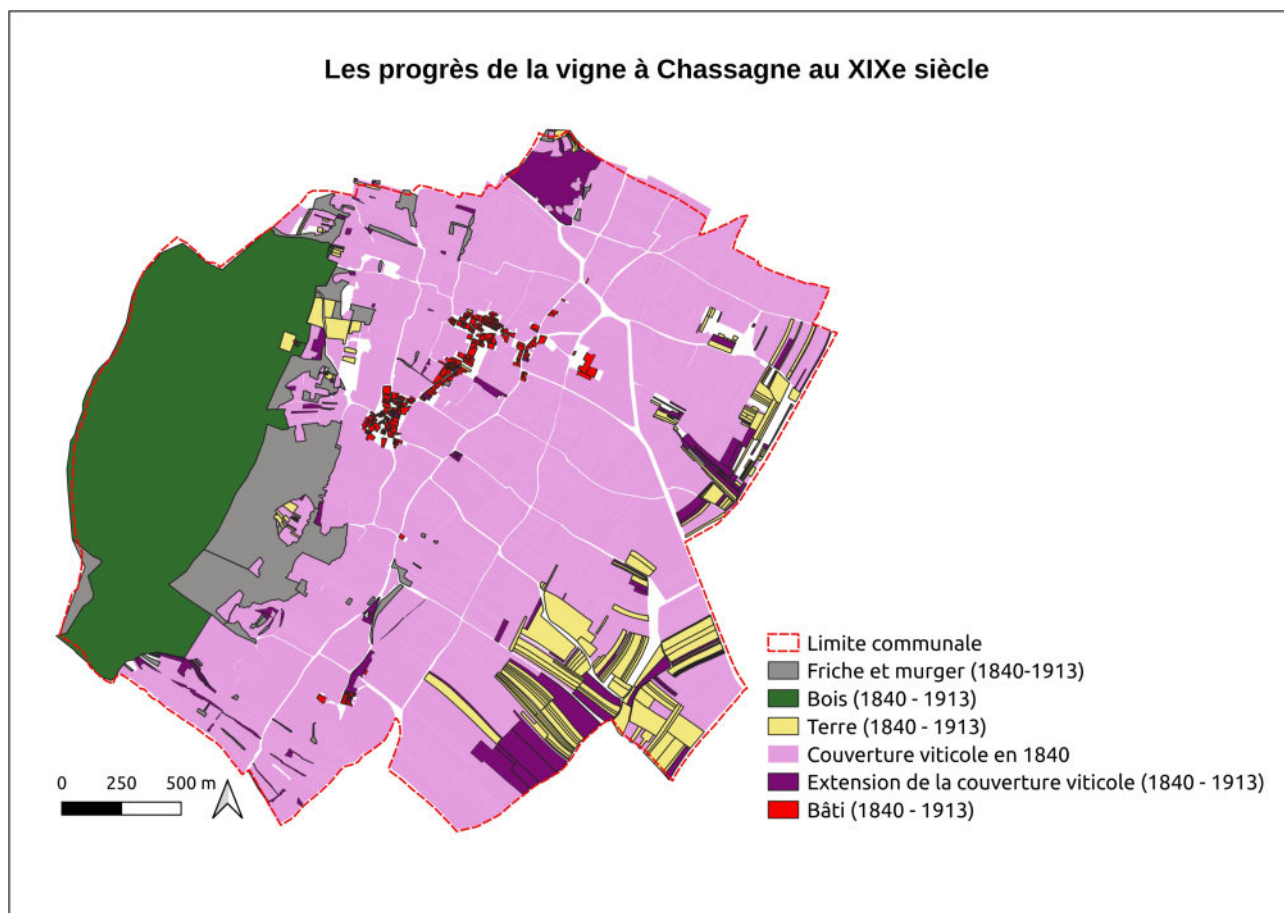 Les progrès de la vigne à Chassagne au XIXe siècle
Limite communale
Friche et murger (1840-1913)
Bois (1840 - 1913)
Terre (1840 - 1913)
Couverture viticole en 1840
Extension de la couverture viticole (1840 - 1913)
Bâti (1840 - 1913)
0 250 500 m